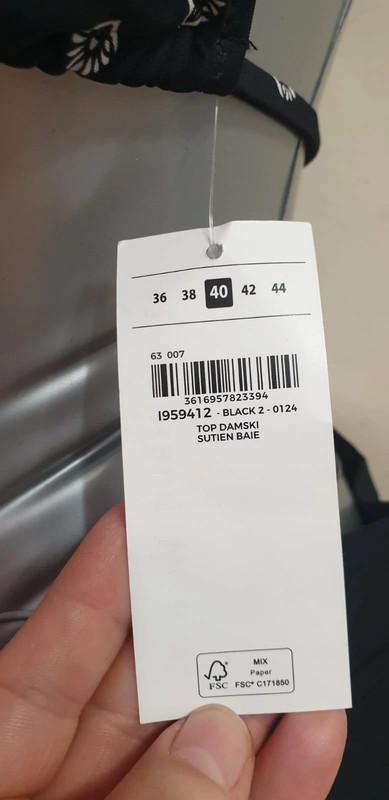 36 38 40 42 44
63 007
3616957823394
I959412 - BLACK 2 - 0124
TOP DAMSKI
SUTIEN BAIE
MIX
Paper
FSC® C171850
FSC